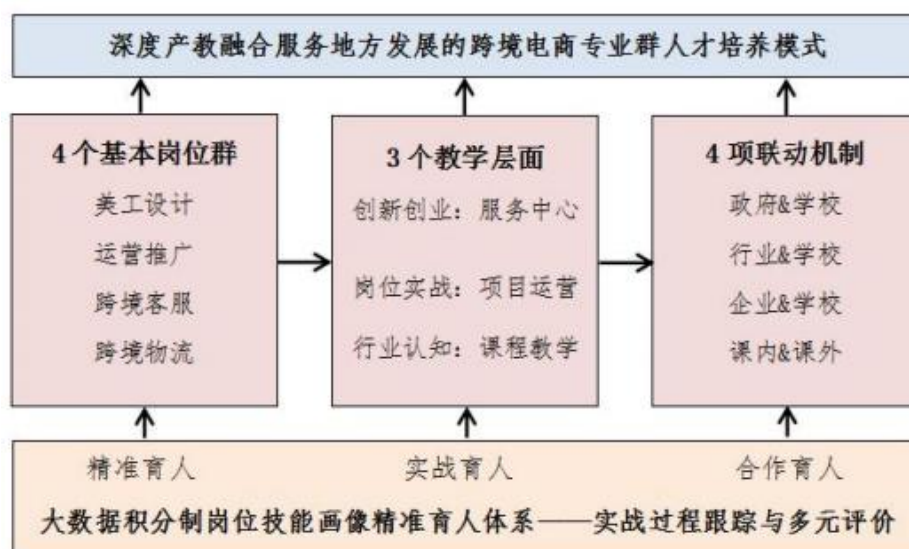 深度产教融合服务地方发展的跨境电商专业群人才培养模式
4个基本岗位群
美工设计
运营推广
跨境客服
跨境物流
3个教学层面
创新创业：服务中心
岗位实战：项目运营
行业认知：课程教学
4项联动机制
政府&学校
行业&学校
企业&学校
课内&课外
精准育人
实战育人
合作育人
大数据积分制岗位技能画像精准育人体系——实战过程跟踪与多元评价